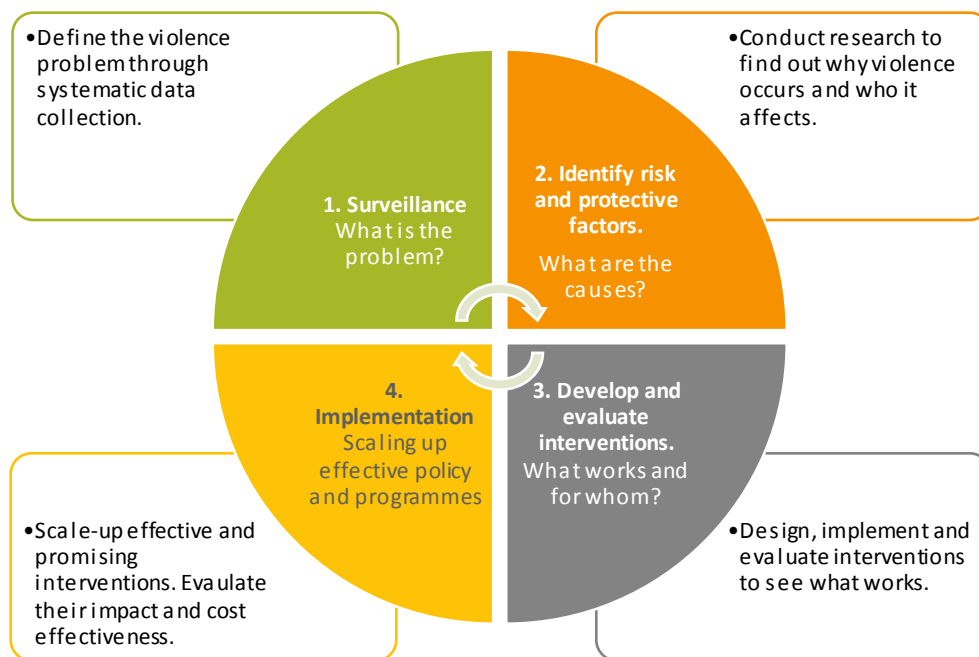 •Define the violence
problem through
systematic data
collection.
•Conduct research to
find out why violence
occurs and who it
affects.
1. Surveillance
What is the
problem?
2. Identify risk
and protective
factors.
What are the
causes?
4.
Implementation
Scaling up
effective policy
and programmes
3. Develop and
evaluate
interventions.
What works and
for whom?
•Scale-up effective and
promising
interventions. Evaulate
their impact and cost
effectiveness.
•Design, implement and
evaluate interventions
to see what works.